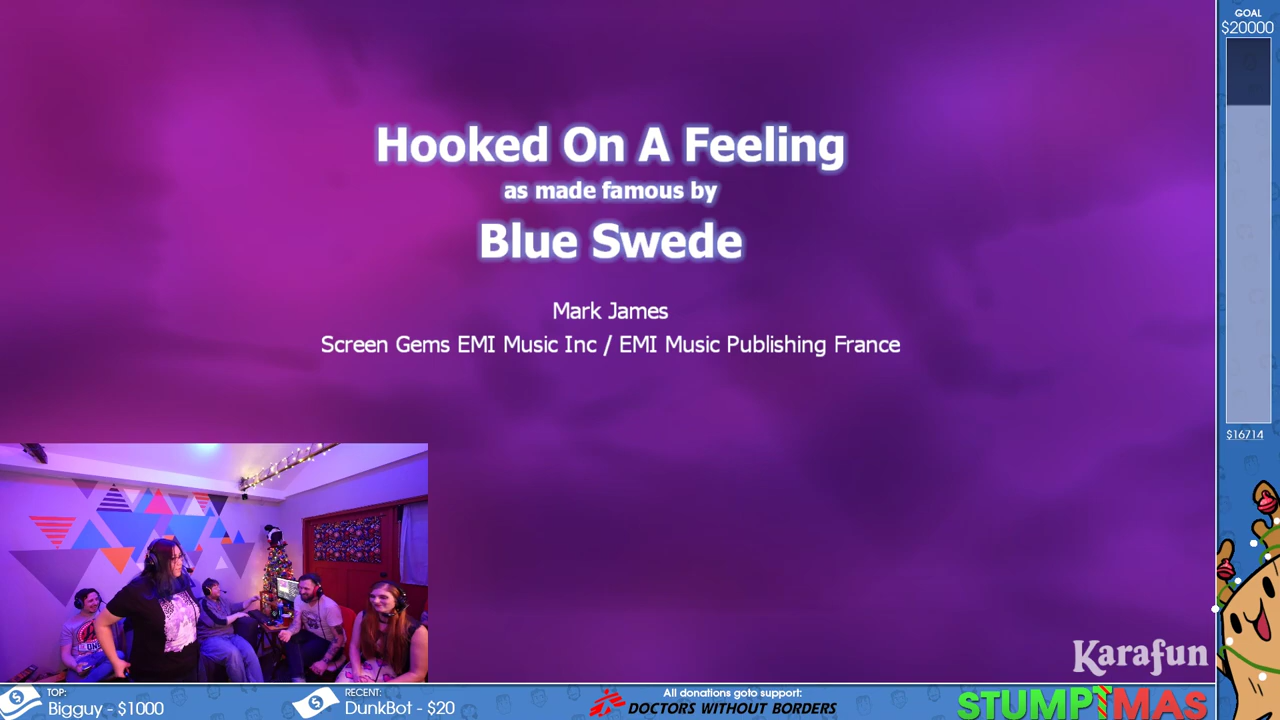 Hooked On A Feeling
as made famous by
Blue Swede
Mark James
Screen Gems EMI Music Inc / EMI Music Publishing France
Karafun
GOAL
$20000
$16714
TOP:
Bigguy - $1000
RECENT:
DunkBot - $20
All donations goto support:
DOCTORS WITHOUT BORDERS
STUMPTMAS